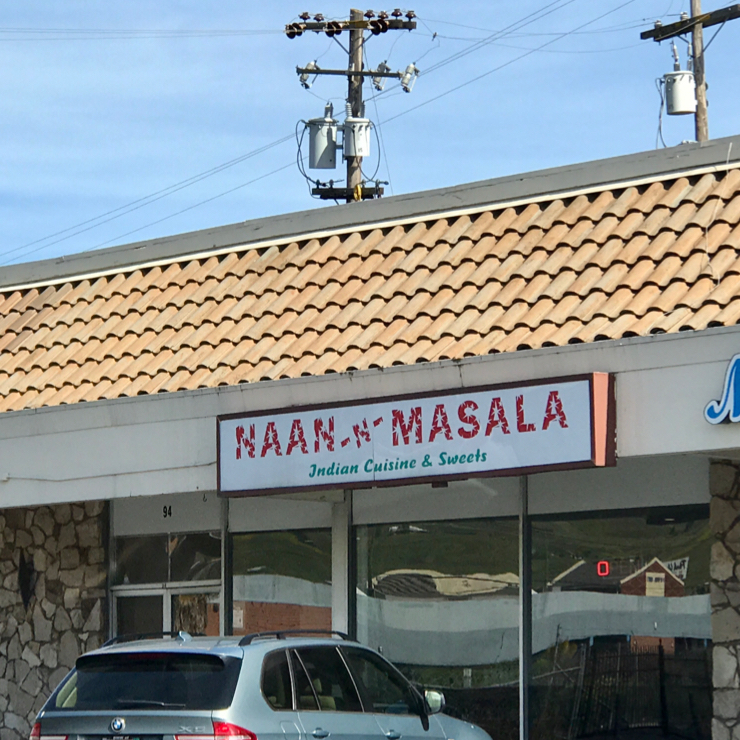 NAAN-N-MASALA
Indian Cuisine & Sweets
94